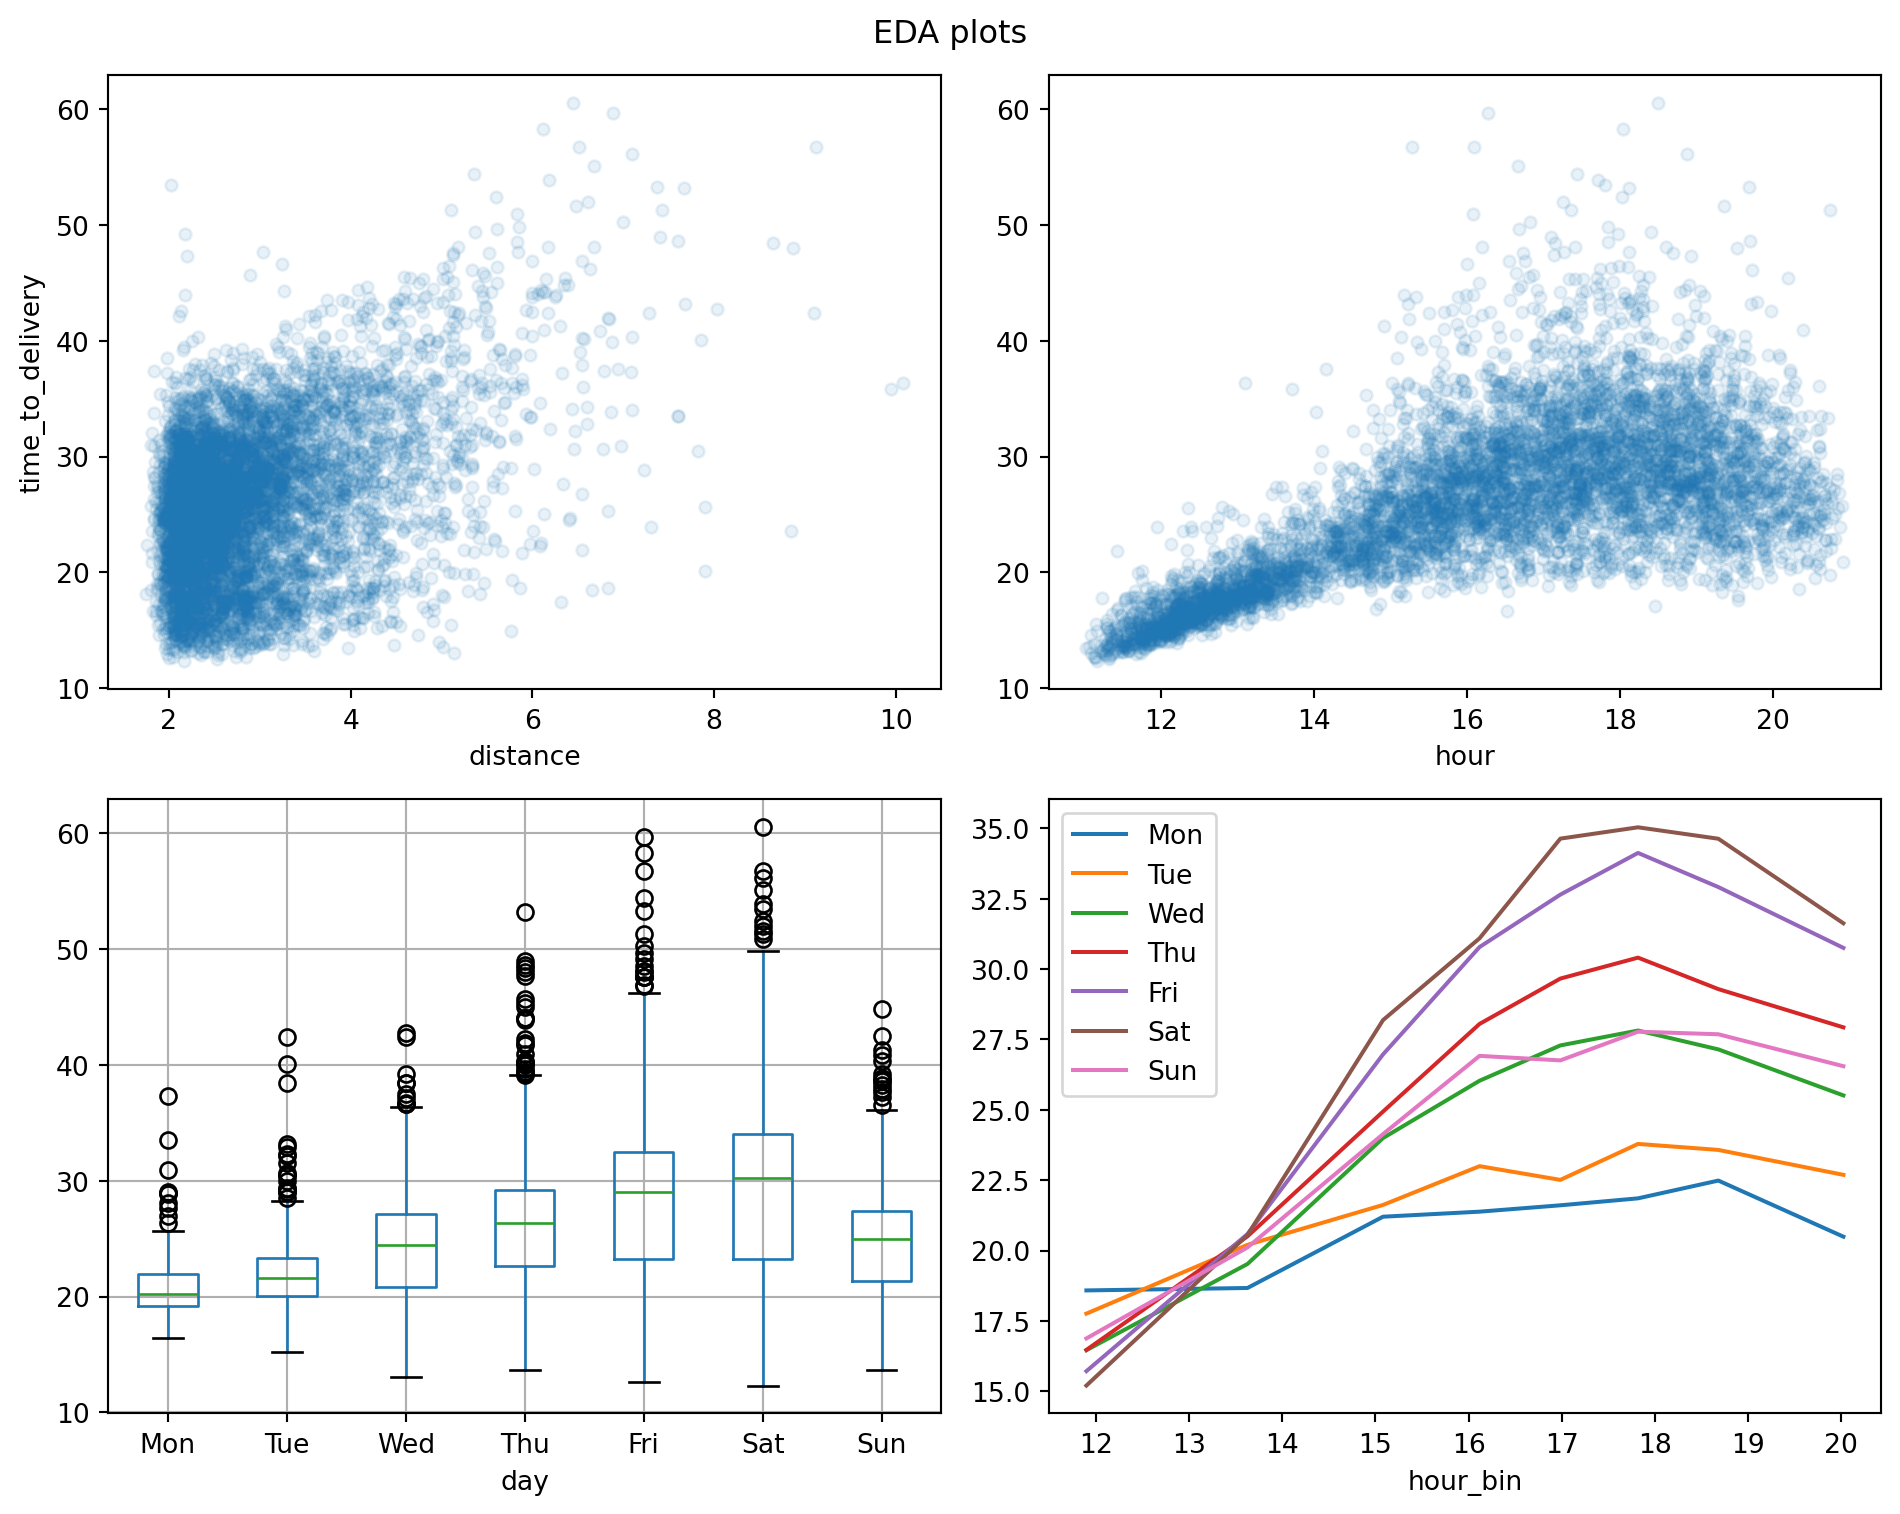 EDA plots
60
50
40
30
20
10
time_to_delivery
2 4 6 8 10
distance
60
50
40
30
20
10
12 14 16 18 20
hour
60
50
40
30
20
10
Mon Tue Wed Thu Fri Sat Sun
day
35.0
32.5
30.0
27.5
25.0
22.5
20.0
17.5
15.0
Mon
Tue
Wed
Thu
Fri
Sat
Sun
12 13 14 15 16 17 18 19 20
hour_bin